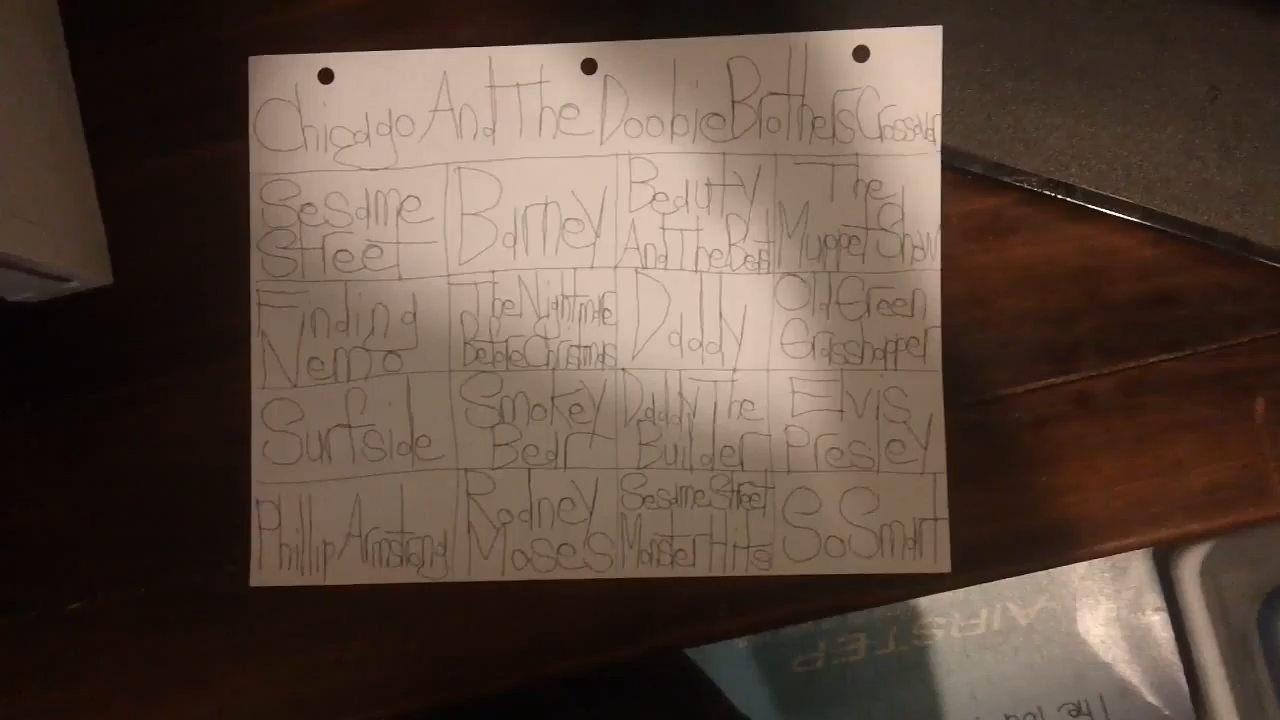 Chicago And The Doobie Brothers Crossover
Sesame Street
Barney
Beauty And The Beast
The Muppet Show
Finding Nemo
The Nightmare Before Christmas
Daddy
Old Green Grasshopper
Surfside
Smokey Bear
Daddy The Builder
Elvis Presley
Phillip Armstrong
Rodney Moses
Sesame Street Monster Hits
So Smart
AIRSTEP
The